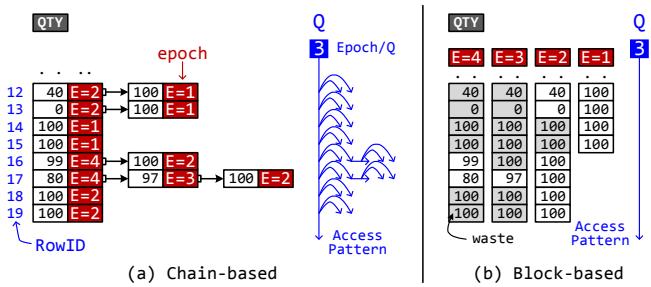 QTY
Q
epoch
3 Epoch/Q
. . . .
12 40 E=2 100 E=1
13 0 E=2 100 E=1
14 100 E=1
15 100 E=1
16 99 E=4 100 E=2
17 80 E=4 97 E=3 100 E=2
18 100 E=2
19 100 E=2
RowID
Access
Pattern
(a) Chain-based
QTY
Q
3
E=4 E=3 E=2 E=1
. . . . . . . .
40 40 40 100
0 0 0 100
100 100 100 100
100 100 100 100
99 100 100
80 97 100
100 100 100
100 100 100
waste
Access
Pattern
(b) Block-based